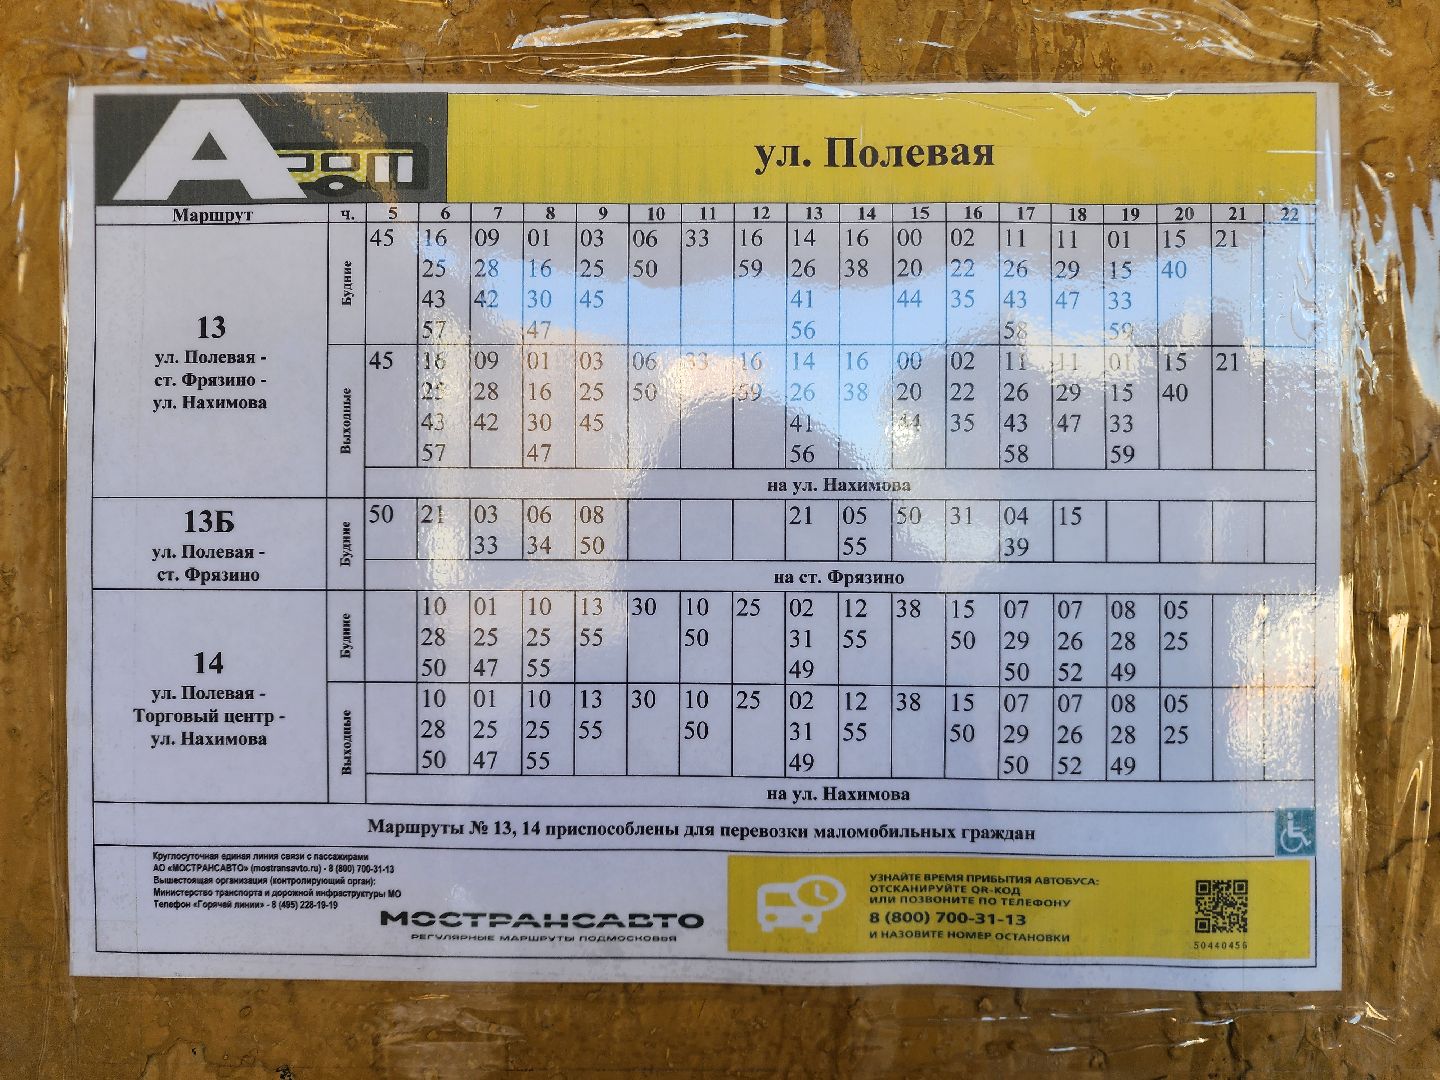 А
ул. Полевая
Маршрут ч. 5 6 7 8 9 10 11 12 13 14 15 16 17 18 19 20 21 22
13
ул. Полевая -
ст. Фрязино -
ул. Нахимова
Будние
45 16 09 01 03 06 33 16 14 16 00 02 11 11 01 15 21
25 28 16 25 50 59 26 38 20 22 26 29 15 40
43 42 30 45 41 44 35 43 47 33
57 47 56 58 59
Выходные
45 16 09 01 03 06 33 16 14 16 00 02 11 11 01 15 21
25 28 16 25 50 59 26 38 20 22 26 29 15 40
43 42 30 45 41 44 35 43 47 33
57 47 56 58 59
на ул. Нахимова
13Б
ул. Полевая -
ст. Фрязино
Будние
50 21 03 06 08 21 05 50 31 04 15
33 34 50 55 39
на ст. Фрязино
14
ул. Полевая -
Торговый центр -
ул. Нахимова
Будние
10 01 10 13 30 10 25 02 12 38 15 07 07 08 05
28 25 25 55 50 31 55 50 29 26 28 25
50 47 55 49 50 52 49
Выходные
10 01 10 13 30 10 25 02 12 38 15 07 07 08 05
28 25 25 55 50 31 55 50 29 26 28 25
50 47 55 49 50 52 49
на ул. Нахимова
Маршруты № 13, 14 приспособлены для перевозки маломобильных граждан
Круглосуточная единая линия связи с пассажирами
АО «МОСТРАНСАВТО» (mostransavto.ru) - 8 (800) 700-31-13
Вышестоящая организация (контролирующий орган):
Министерство транспорта и дорожной инфраструктуры МО
Телефон «Горячей линии» - 8 (495) 228-19-19
МОСТРАНСАВТО
РЕГУЛЯРНЫЕ МАРШРУТЫ ПОДМОСКОВЬЯ
УЗНАЙТЕ ВРЕМЯ ПРИБЫТИЯ АВТОБУСА:
ОТСКАНИРУЙТЕ QR-КОД
ИЛИ ПОЗВОНИТЕ ПО ТЕЛЕФОНУ
8 (800) 700-31-13
И НАЗОВИТЕ НОМЕР ОСТАНОВКИ
50440456